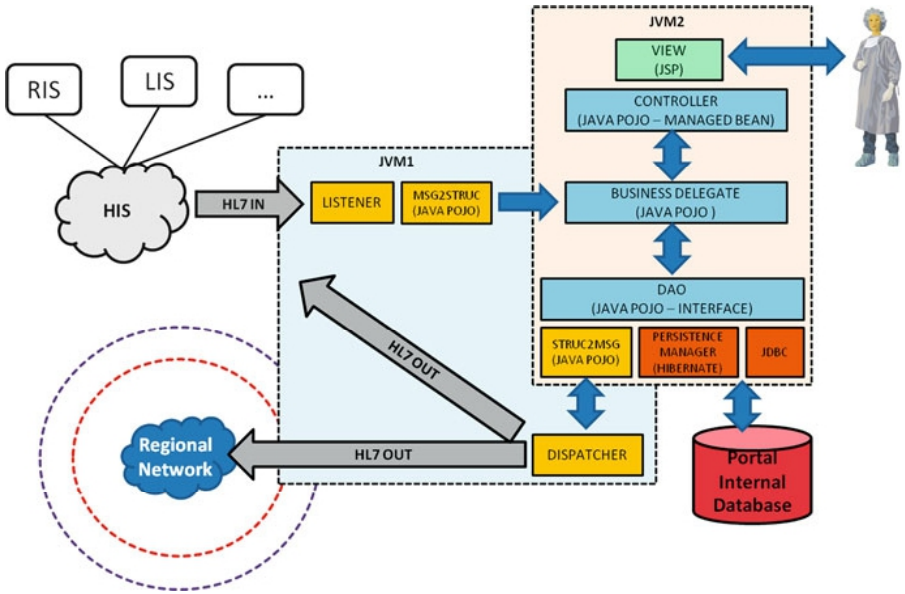 JVM2
VIEW
(JSP)
RIS
LIS
...
CONTROLLER
(JAVA POJO – MANAGED BEAN)
JVM1
HIS
HL7 IN
LISTENER
MSG2STRUC
(JAVA POJO)
BUSINESS DELEGATE
(JAVA POJO )
DAO
(JAVA POJO – INTERFACE)
STRUC2MSG
(JAVA POJO)
PERSISTENCE
MANAGER
(HIBERNATE)
JDBC
HL7 OUT
Regional
Network
HL7 OUT
DISPATCHER
Portal
Internal
Database